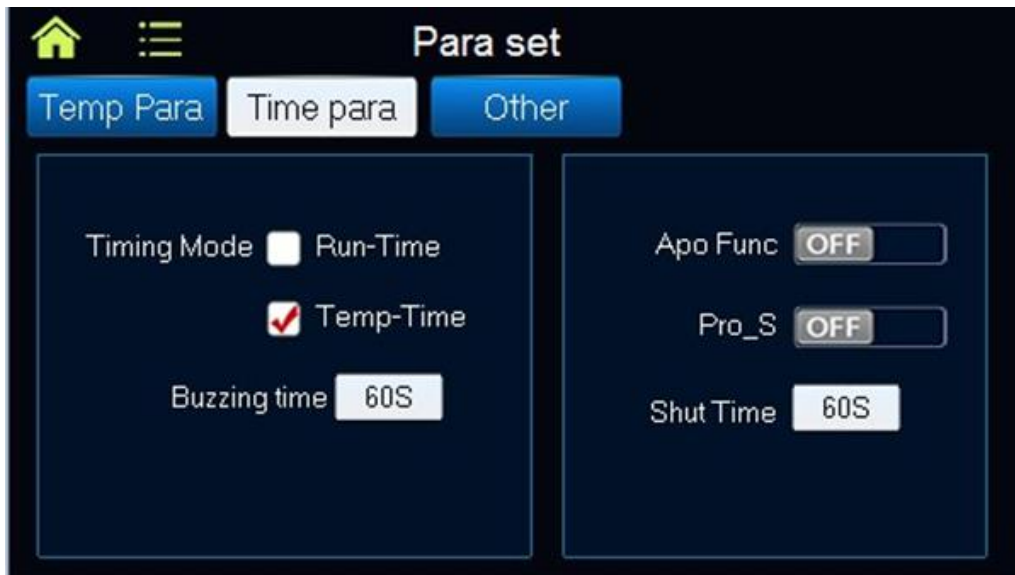 Para set
Temp Para
Time para
Other
Timing Mode
Run-Time
Temp-Time
Buzzing time 60S
Apo Func OFF
Pro_S OFF
Shut Time 60S